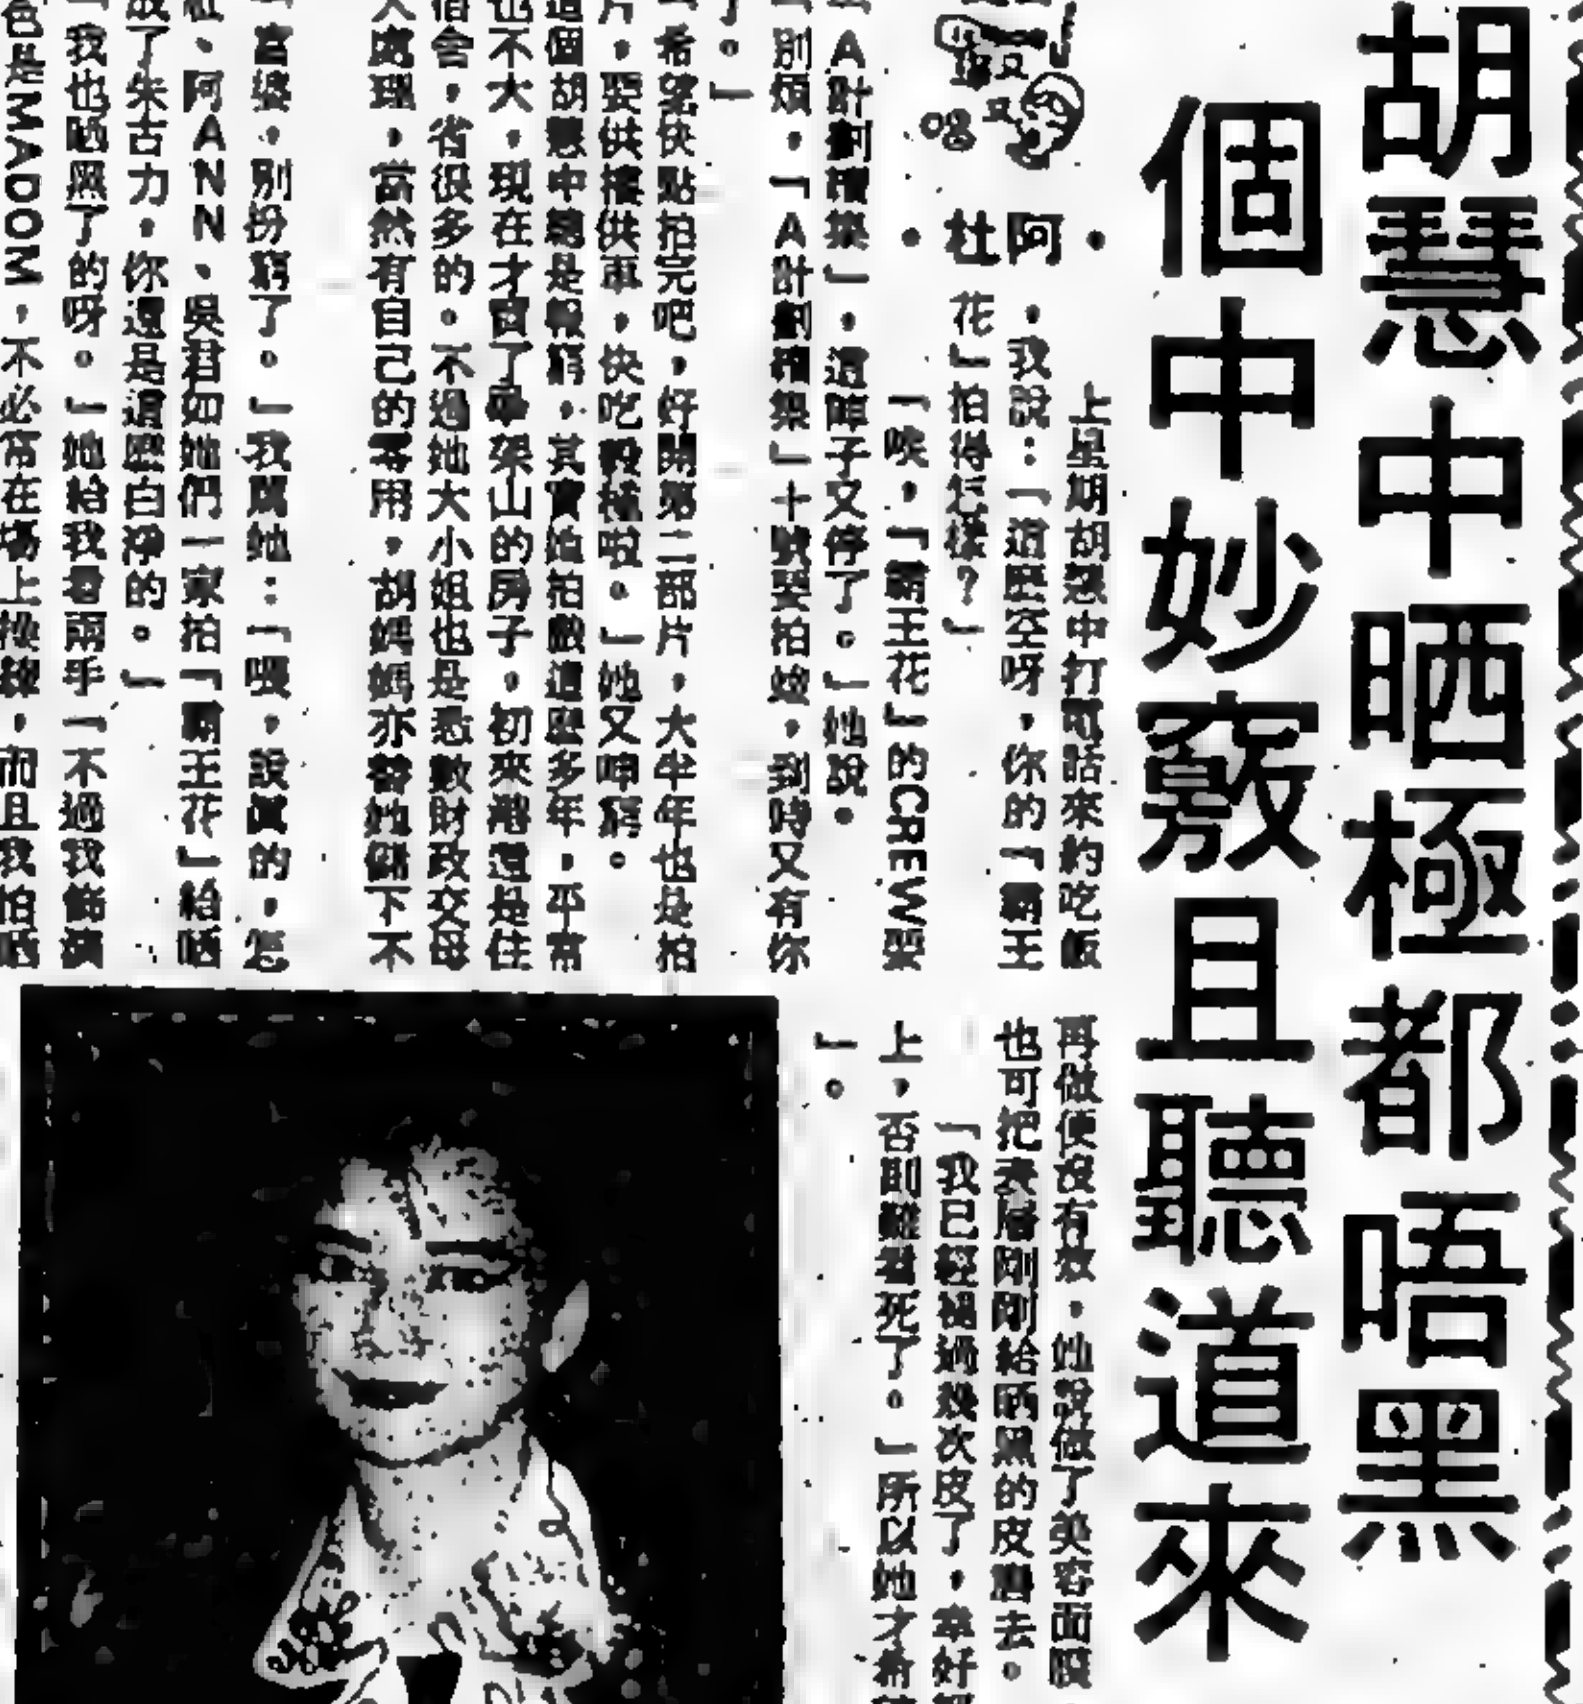 胡慧中晒極都唔黑
個中妙竅且聽道來
•阿杜•
上星期胡慧中打電話來約吃飯
，我說：「這麼空呀，你的「霸王
花」拍得怎樣？」
「唉，「霸王花」的CREW要
「A計劃續集」，這陣子又停了。」她說。
「別煩，「A計劃續集」十號要拍竣，到時又有你
了。」
「希望快點拍完吧，好開第二部片，大半年也是拍
片，要供樓供車，快吃穀種啦。」她又呻窮。
這個胡慧中總是報窮，其實她拍戲這麼多年，平常
也不大，現在才買了畢架山的房子，初來港還是住
宿舍，省很多的。不過她大小姐也是悉數財政交母
大處理，當然有自己的零用，胡媽媽亦替她儲下不
「富婆，別扮窮了。」我罵她：「喂，說真的，怎
紅、阿ANN、吳君如她們一家拍「霸王花」給晒
成了朱古力，你還是這麼白淨的。」
「我也晒黑了的呀。」她給我看兩手「不過我飾演
色是MADOM，不必常在場上操練，而且我怕晒
再做便沒有效，她說做了美容面膜
也可把表層剛剛給晒黑的皮膚去。
「我已經褪過幾次皮了，幸好
上，否則難看死了。」所以她才希
」。